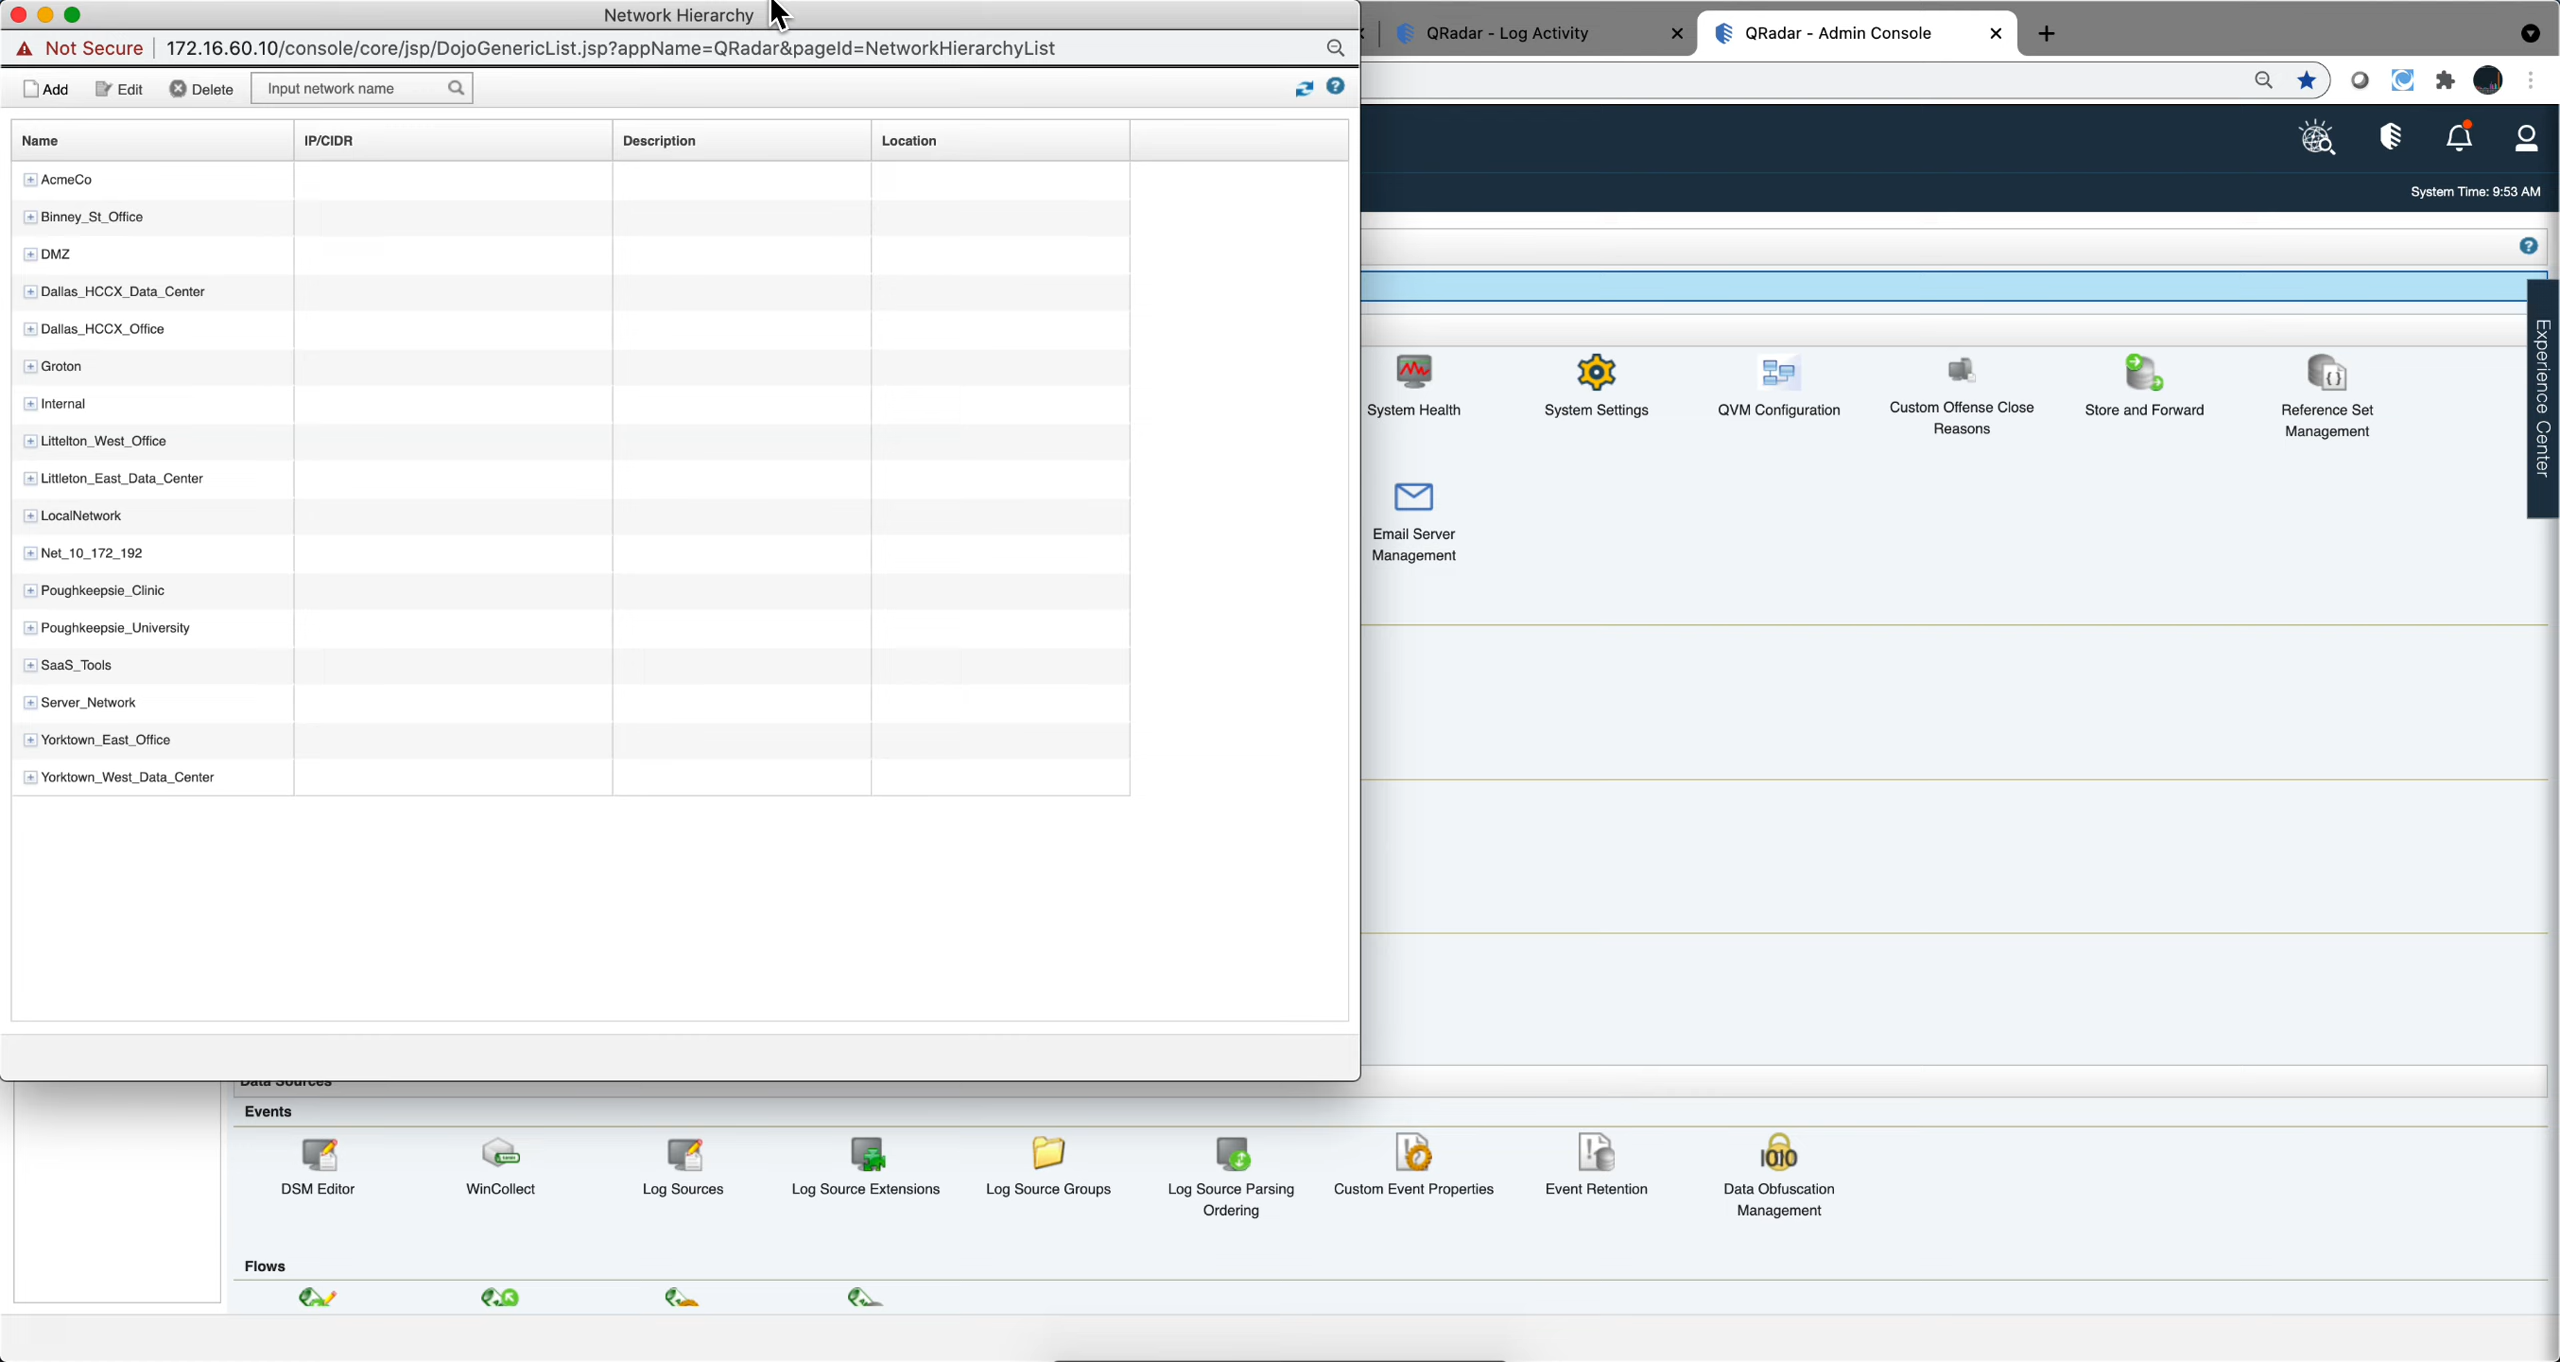 Network Hierarchy
Not Secure 172.16.60.10/console/core/jsp/DojoGenericList.jsp?appName=QRadar&pageId=NetworkHierarchyList
QRadar - Log Activity
QRadar - Admin Console
Add Edit Delete Input network name
Name IP/CIDR Description Location
AcmeCo
Binney_St_Office
DMZ
Dallas_HCCX_Data_Center
Dallas_HCCX_Office
Groton
Internal
Littelton_West_Office
Littleton_East_Data_Center
LocalNetwork
Net_10_172_192
Poughkeepsie_Clinic
Poughkeepsie_University
SaaS_Tools
Server_Network
Yorktown_East_Office
Yorktown_West_Data_Center
System Time: 9:53 AM
Experience Center
System Health
System Settings
QVM Configuration
Custom Offense Close
Reasons
Store and Forward
Reference Set
Management
Email Server
Management
Data Sources
Events
DSM Editor
WinCollect
Log Sources
Log Source Extensions
Log Source Groups
Log Source Parsing
Ordering
Custom Event Properties
Event Retention
Data Obfuscation
Management
Flows